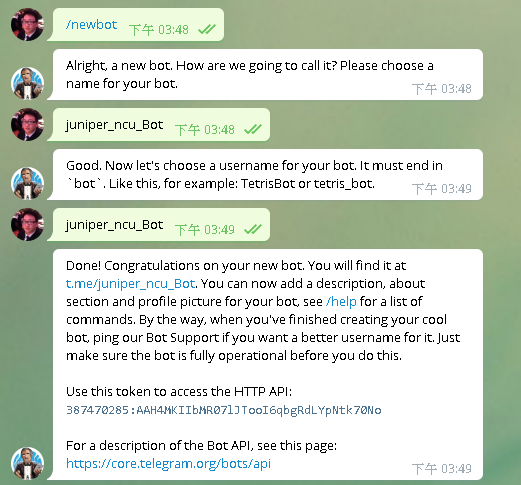 /newbot 下午 03:48
Alright, a new bot. How are we going to call it? Please choose a
name for your bot.
下午 03:48
juniper_ncu_Bot 下午 03:48
Good. Now let's choose a username for your bot. It must end in
`bot`. Like this, for example: TetrisBot or tetris_bot.
下午 03:49
juniper_ncu_Bot 下午 03:49
Done! Congratulations on your new bot. You will find it at
t.me/juniper_ncu_Bot. You can now add a description, about
section and profile picture for your bot, see /help for a list of
commands. By the way, when you've finished creating your cool
bot, ping our Bot Support if you want a better username for it. Just
make sure the bot is fully operational before you do this.
Use this token to access the HTTP API:
387470285:AAH4MKIIbMR07lJTooI6qbgRdLYpNtk70No
For a description of the Bot API, see this page:
https://core.telegram.org/bots/api
下午 03:49